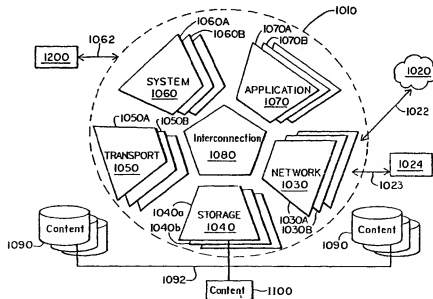 1060A
1060B
1010
1062
1200
SYSTEM
1060
1070A
1070B
APPLICATION
1070
1020
1022
1050A
1050B
TRANSPORT
1050
Interconnection
1080
NETWORK
1030
1024
1023
1030A
1030B
1040a
1040b
STORAGE
1040
1090
Content
Content
1090
1092
Content
1100